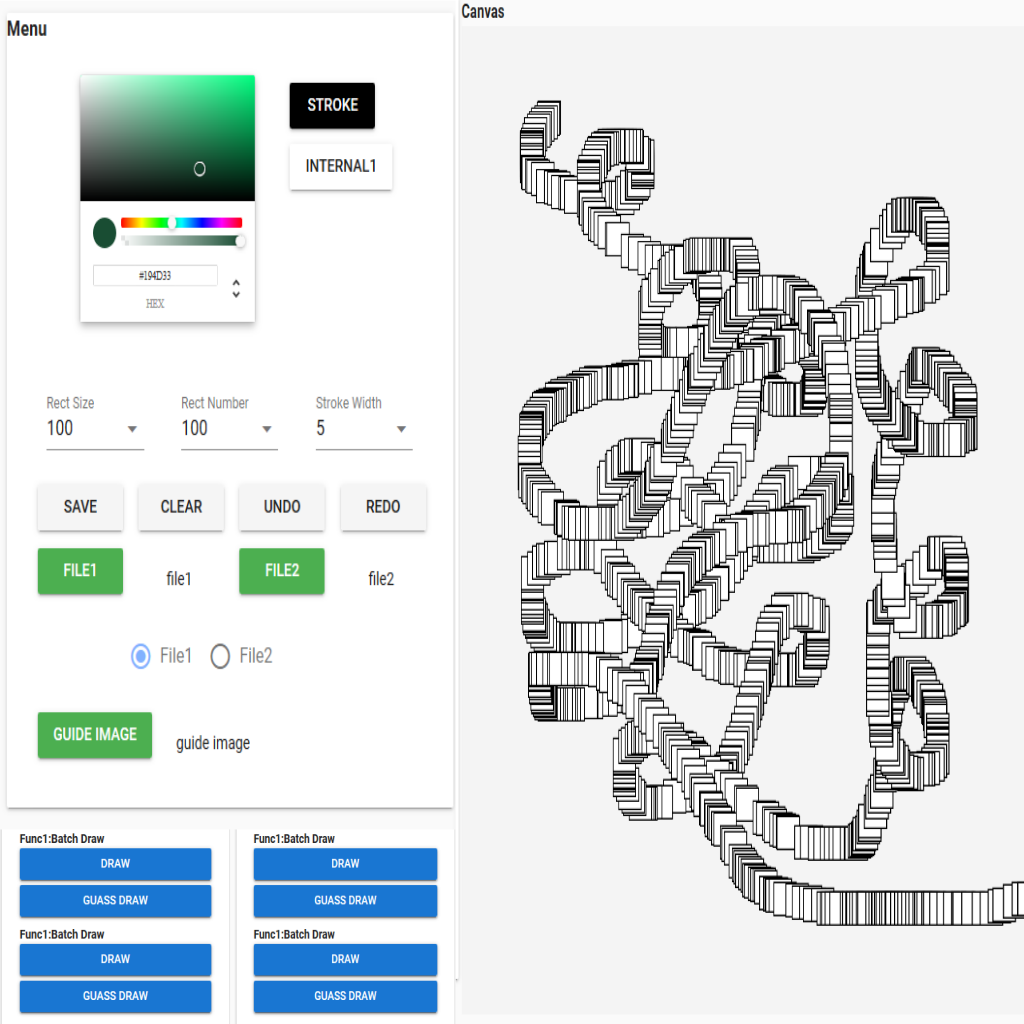 Menu
Canvas
STROKE
INTERNAL1
#194D33
HEX
Rect Size
Rect Number
Stroke Width
100
100
5
SAVE
CLEAR
UNDO
REDO
FILE1
file1
FILE2
file2
File1
File2
GUIDE IMAGE
guide image
Func1:Batch Draw
Func1:Batch Draw
DRAW
DRAW
GUASS DRAW
GUASS DRAW
Func1:Batch Draw
Func1:Batch Draw
DRAW
DRAW
GUASS DRAW
GUASS DRAW